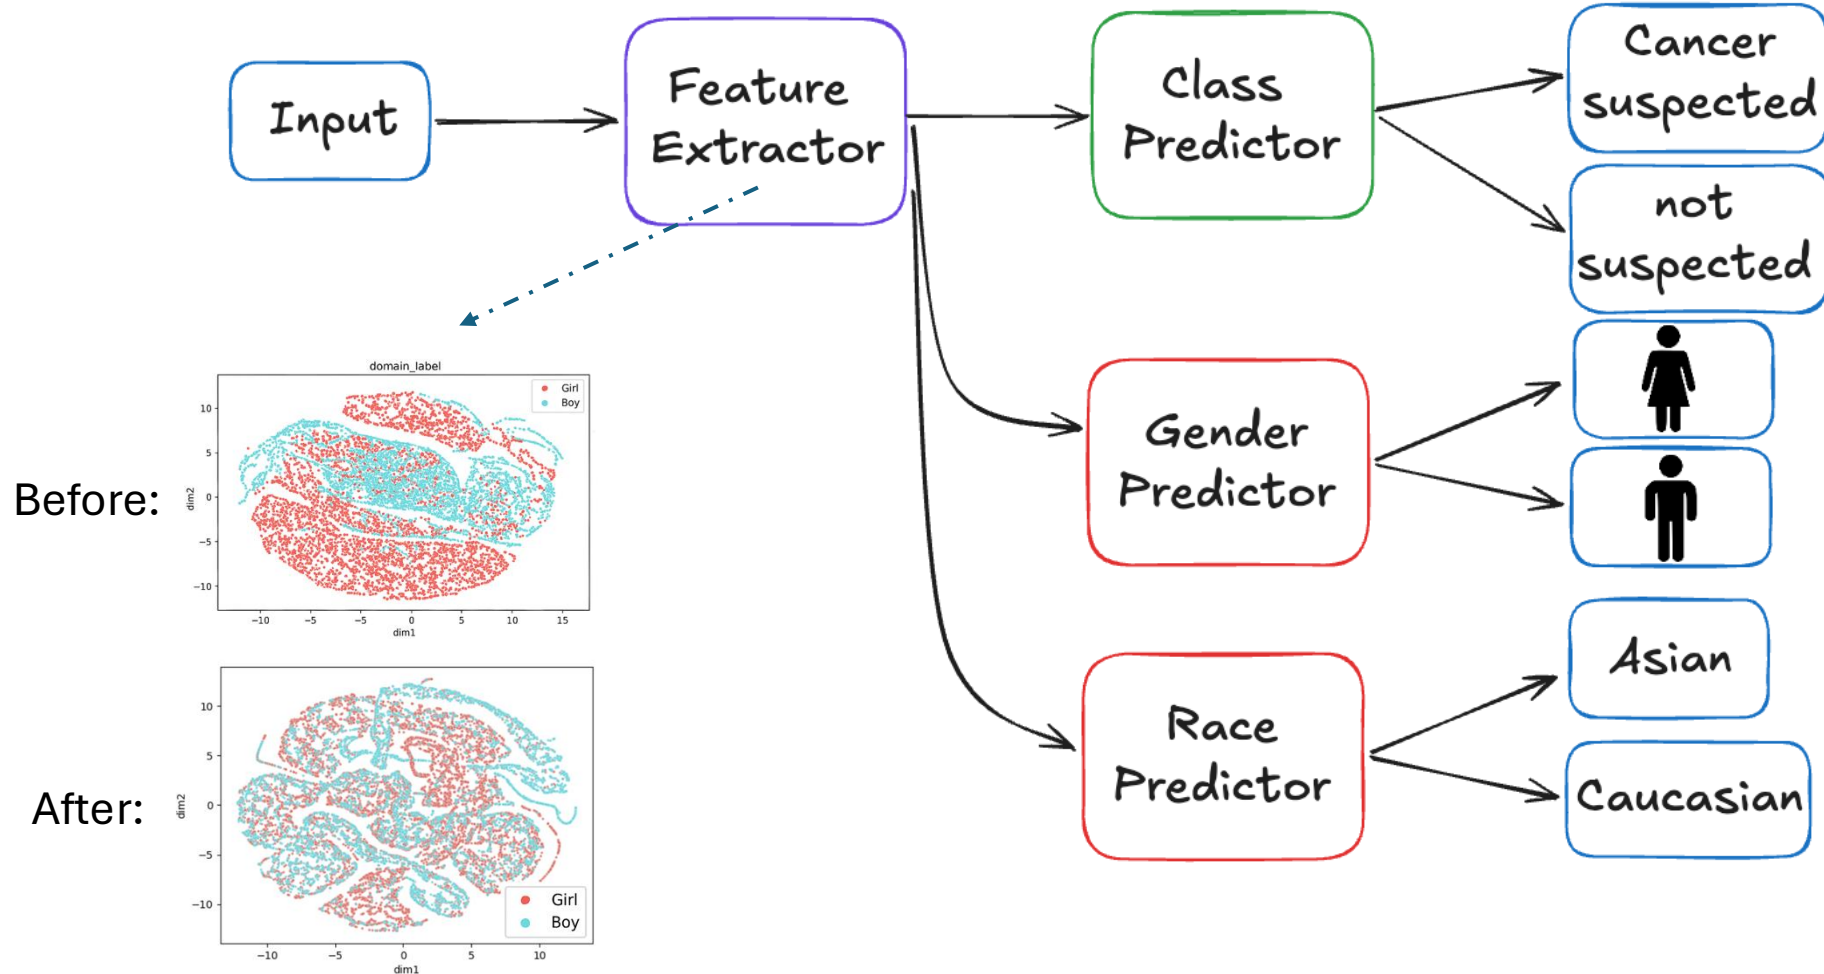 Input
Feature
Extractor
Class
Predictor
Cancer
suspected
not
suspected
Gender
Predictor
Race
Predictor
Asian
Caucasian
Before:
domain_label
Girl
Boy
10
5
0
−5
−10
dim2
−10
−5
0
5
10
15
dim1
After:
10
5
0
−5
−10
dim2
Girl
Boy
−10
−5
0
5
10
dim1